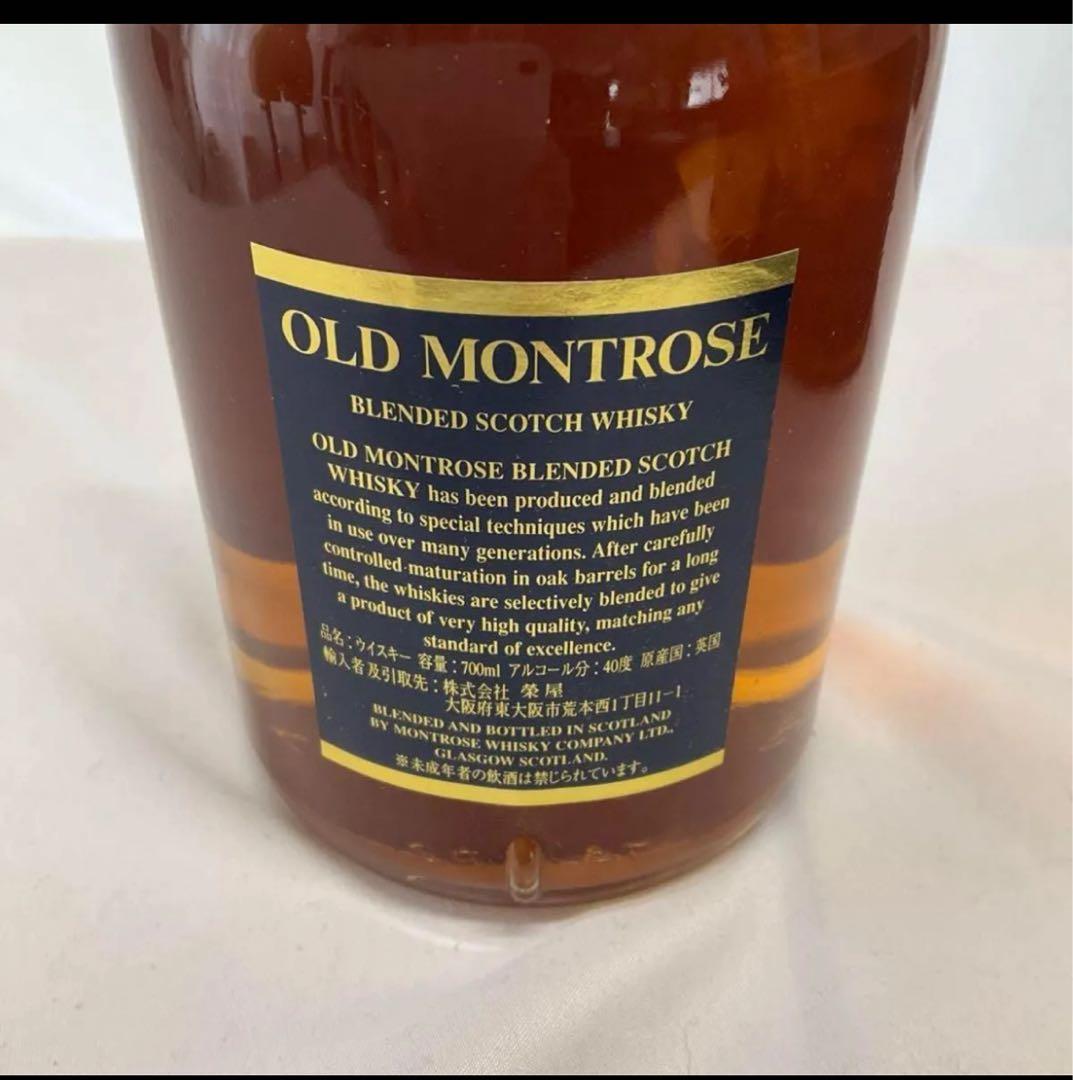 OLD MONTROSE
BLENDED SCOTCH WHISKY
OLD MONTROSE BLENDED SCOTCH
WHISKY has been produced and blended
according to special techniques which have been
in use over many generations. After carefully
controlled maturation in oak barrels for a long
time, the whiskies are selectively blended to give
a product of very high quality, matching any
standard of excellence.
品名：ウイスキー 容量：700ml アルコール分：40度 原産国：英国
輸入者及引取先：株式会社 榮屋
大阪府東大阪市荒本西1丁目11-1
BLENDED AND BOTTLED IN SCOTLAND
BY MONTROSE WHISKY COMPANY LTD.,
GLASGOW SCOTLAND.
※未成年者の飲酒は禁じられています。